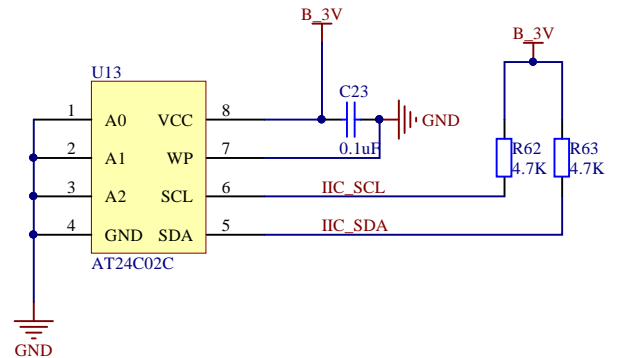 B_3V
B_3V
U13
C23
1 A0 VCC 8
GND
0.1uF
2 A1 WP 7
R62 R63
4.7K 4.7K
3 A2 SCL 6 IIC_SCL
4 GND SDA 5 IIC_SDA
AT24C02C
GND